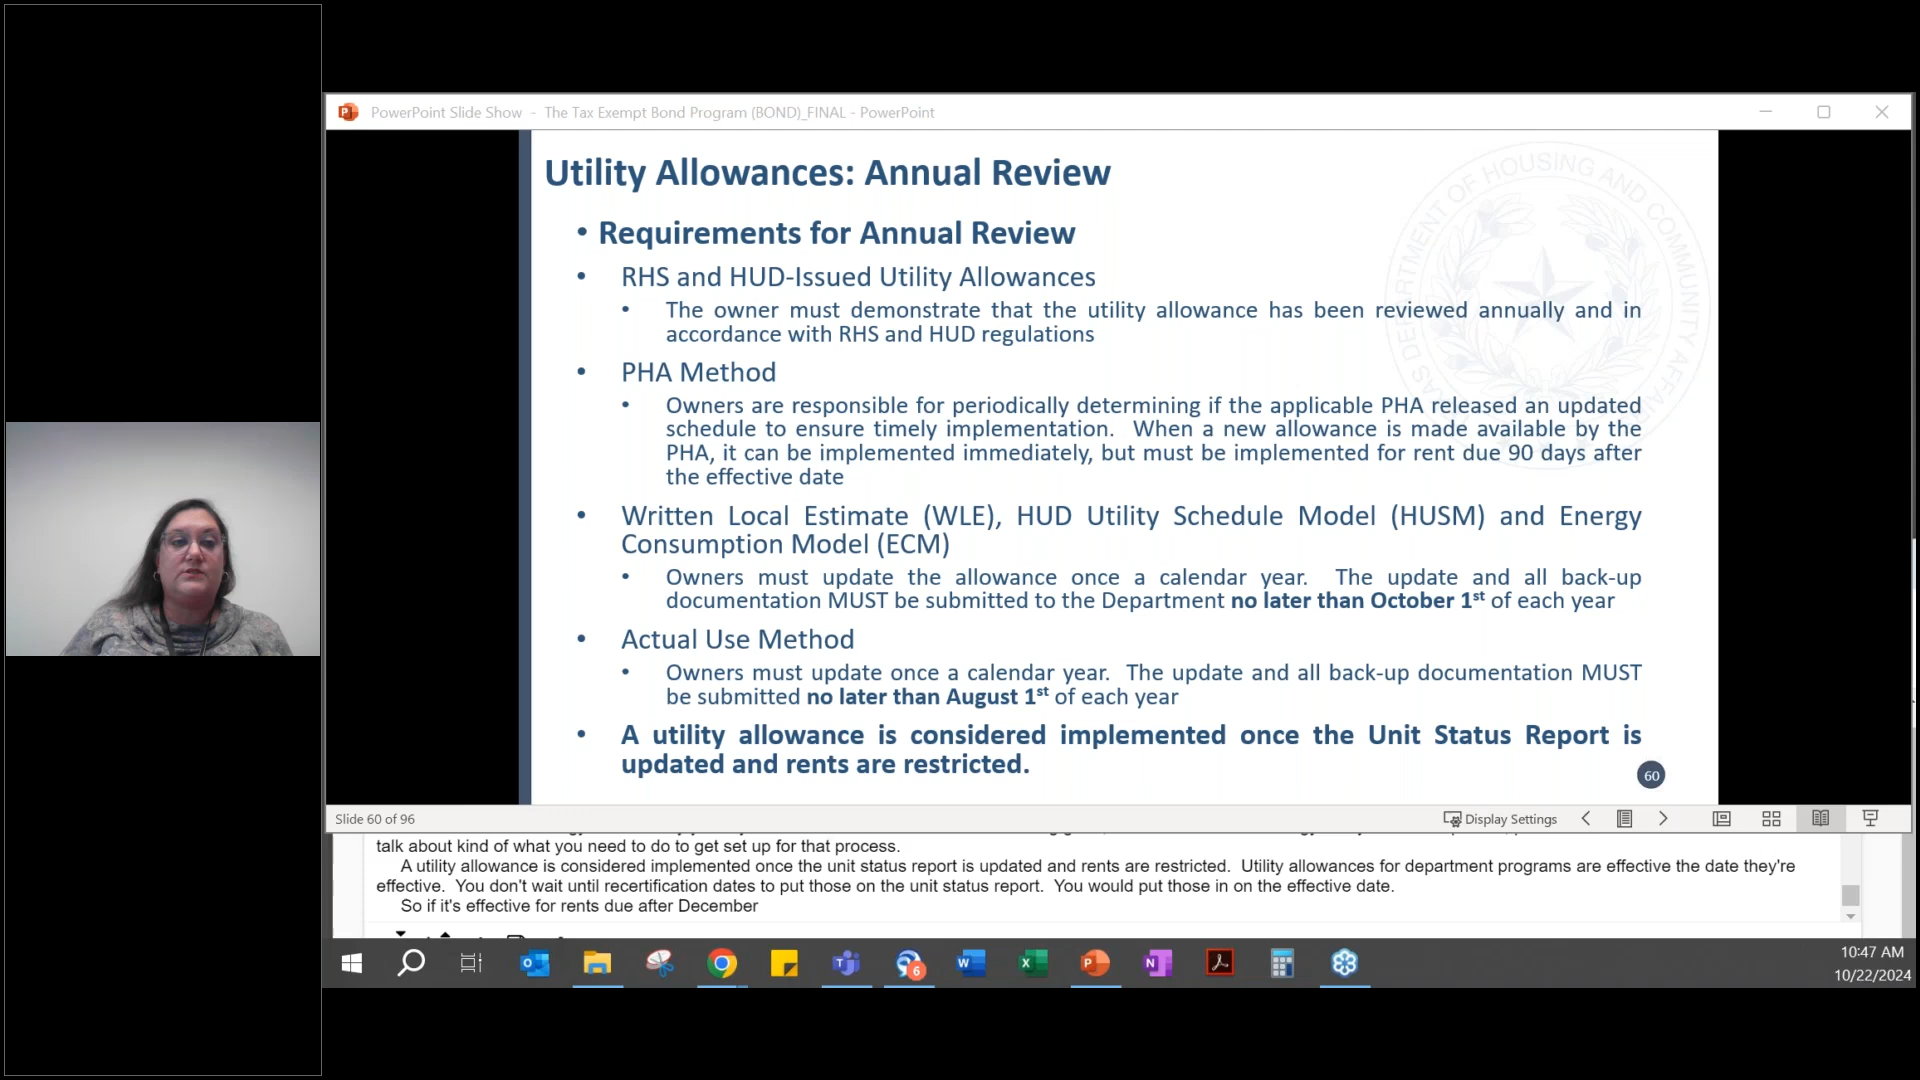 PowerPoint Slide Show - The Tax Exempt Bond Program (BOND)_FINAL - PowerPoint
Utility Allowances: Annual Review
• Requirements for Annual Review
• RHS and HUD-Issued Utility Allowances
• The owner must demonstrate that the utility allowance has been reviewed annually and in
accordance with RHS and HUD regulations
• PHA Method
• Owners are responsible for periodically determining if the applicable PHA released an updated
schedule to ensure timely implementation. When a new allowance is made available by the
PHA, it can be implemented immediately, but must be implemented for rent due 90 days after
the effective date
• Written Local Estimate (WLE), HUD Utility Schedule Model (HUSM) and Energy
Consumption Model (ECM)
• Owners must update the allowance once a calendar year. The update and all back-up
documentation MUST be submitted to the Department no later than October 1st of each year
• Actual Use Method
• Owners must update once a calendar year. The update and all back-up documentation MUST
be submitted no later than August 1st of each year
• A utility allowance is considered implemented once the Unit Status Report is
updated and rents are restricted.
60
DEPARTMENT OF HOUSING AND COMMUNITY AFFAIRS
Slide 60 of 96
Display Settings
talk about kind of what you need to do to get set up for that process.
A utility allowance is considered implemented once the unit status report is updated and rents are restricted. Utility allowances for department programs are effective the date they're
effective. You don't wait until recertification dates to put those on the unit status report. You would put those in on the effective date.
So if it's effective for rents due after December
6
10:47 AM
10/22/2024